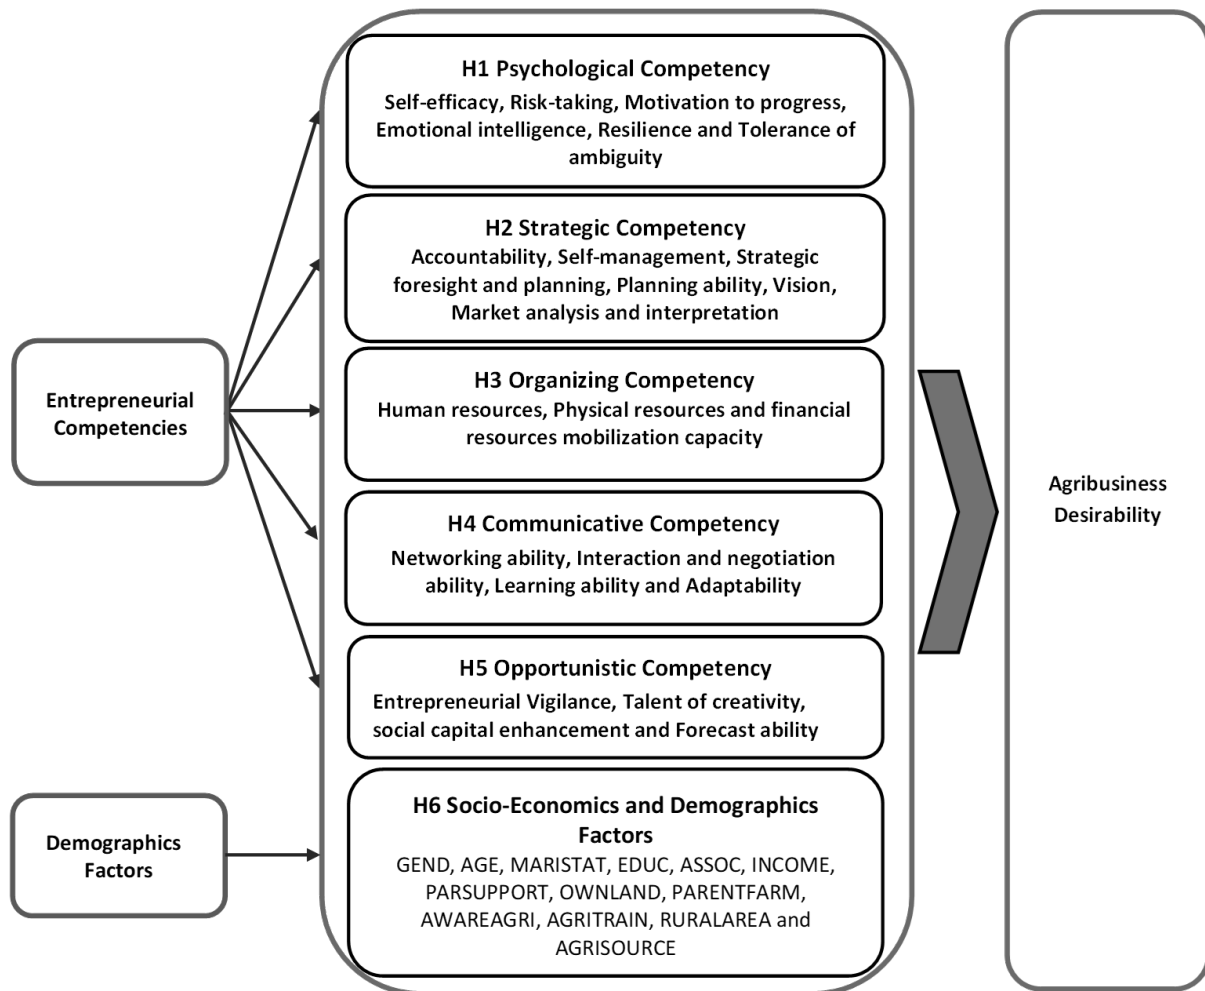 H1 Psychological Competency
Self-efficacy, Risk-taking, Motivation to progress,
Emotional intelligence, Resilience and Tolerance of
ambiguity
H2 Strategic Competency
Accountability, Self-management, Strategic
foresight and planning, Planning ability, Vision,
Market analysis and interpretation
Entrepreneurial
Competencies
H3 Organizing Competency
Human resources, Physical resources and financial
resources mobilization capacity
H4 Communicative Competency
Networking ability, Interaction and negotiation
ability, Learning ability and Adaptability
H5 Opportunistic Competency
Entrepreneurial Vigilance, Talent of creativity,
social capital enhancement and Forecast ability
Demographics
Factors
H6 Socio-Economics and Demographics
Factors
GEND, AGE, MARISTAT, EDUC, ASSOC, INCOME,
PARSUPPORT, OWNLAND, PARENTFARM,
AWAREAGRI, AGRITRAIN, RURALAREA and
AGRISOURCE
Agribusiness
Desirability